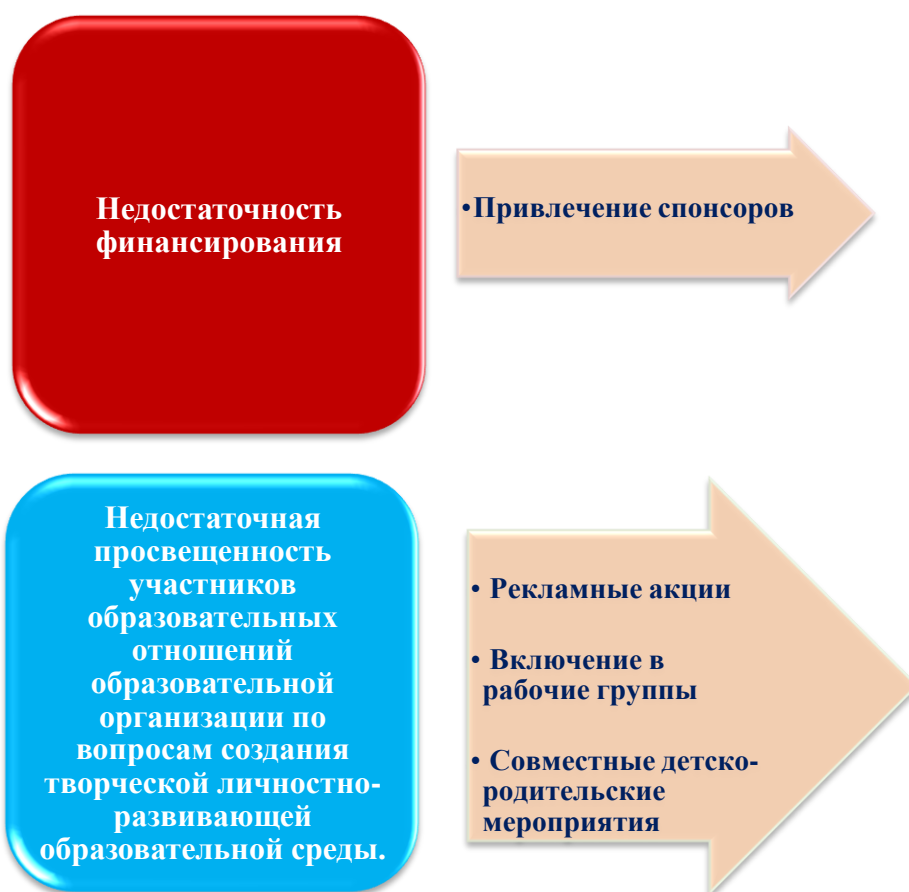 Недостаточность
финансирования
•Привлечение спонсоров
Недостаточная
просвещенность
участников
образовательных
отношений
образовательной
организации по
вопросам создания
творческой личностно-
развивающей
образовательной среды.
• Рекламные акции
• Включение в
рабочие группы
• Совместные детско-
родительские
мероприятия